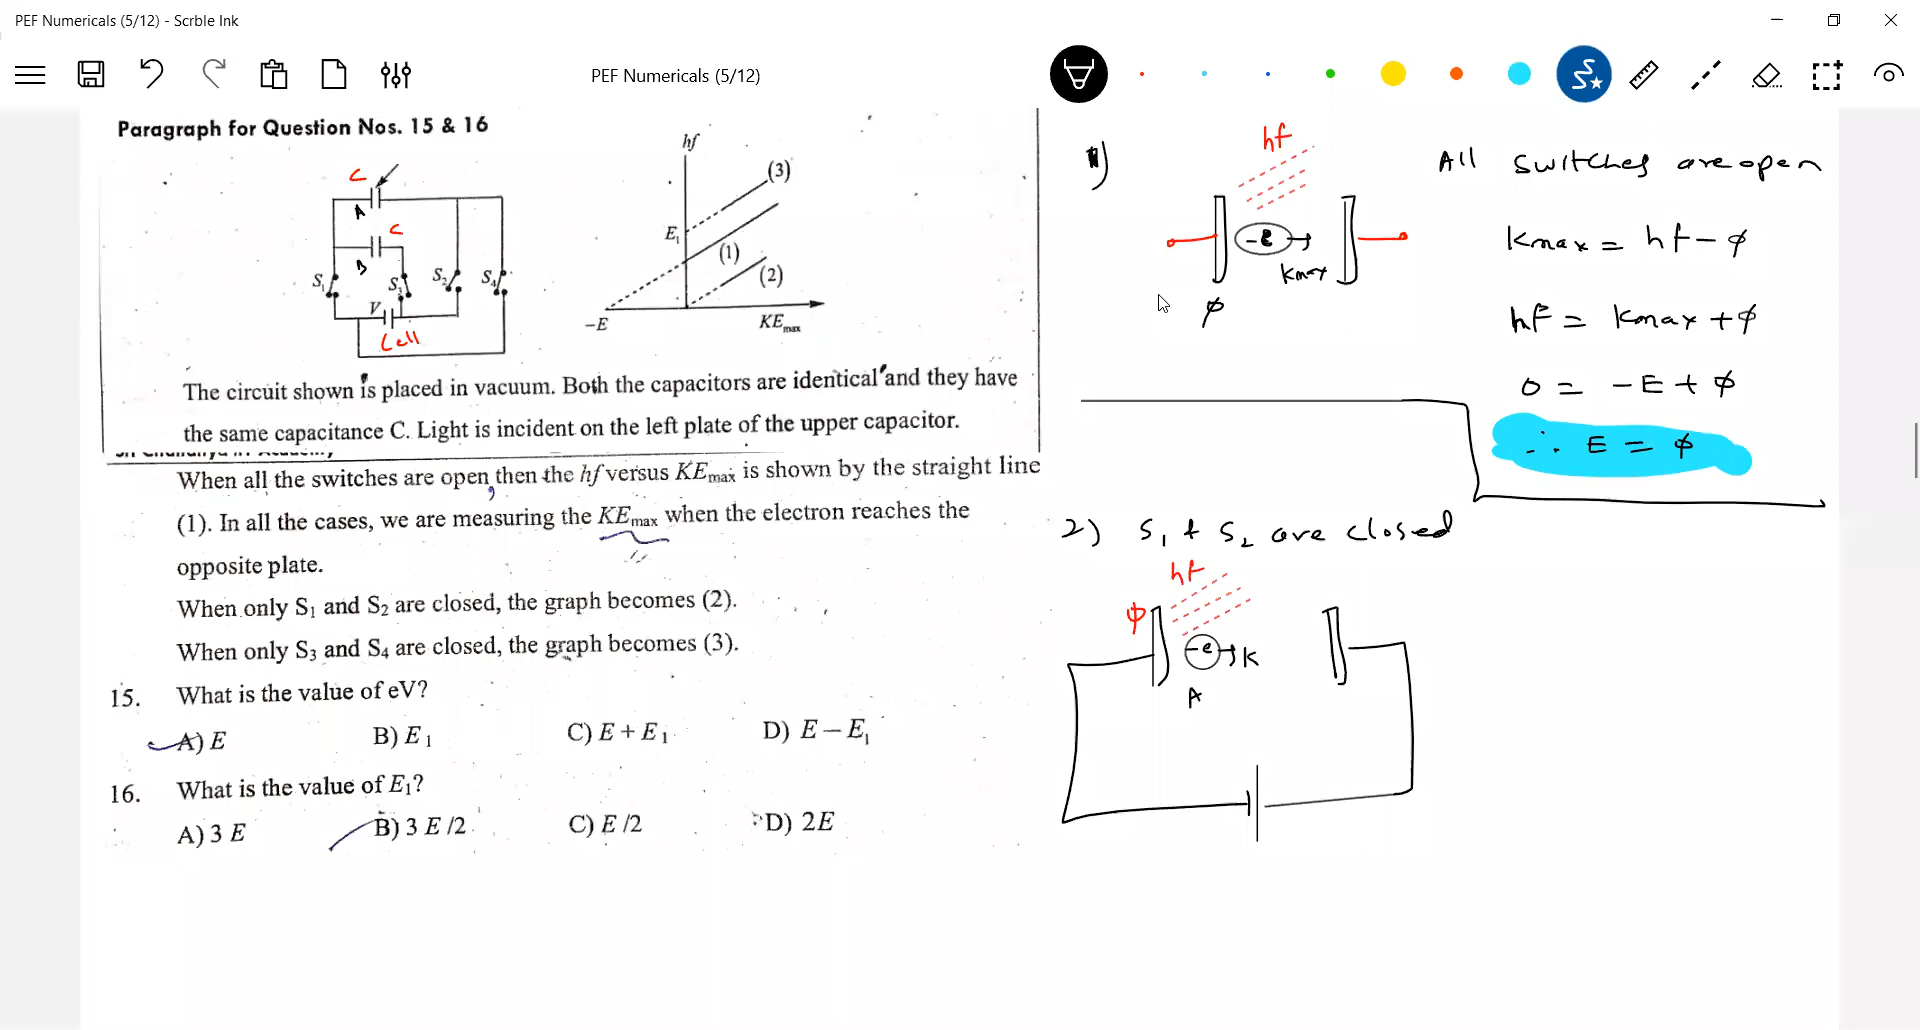 PEF Numericals (5/12) - Scrble Ink
PEF Numericals (5/12)
Paragraph for Question Nos. 15 & 16
C
A
C
B
S1
S3
S2
S4
V
Cell
hf
(3)
E1
(1)
(2)
-E
KEmax
The circuit shown is placed in vacuum. Both the capacitors are identical and they have
the same capacitance C. Light is incident on the left plate of the upper capacitor.
When all the switches are open, then the hf versus KEmax is shown by the straight line
(1). In all the cases, we are measuring the KEmax when the electron reaches the
opposite plate.
When only S1 and S2 are closed, the graph becomes (2).
When only S3 and S4 are closed, the graph becomes (3).
15. What is the value of eV?
A) E B) E1 C) E + E1 D) E – E1
16. What is the value of E1?
A) 3 E B) 3 E /2 C) E /2 D) 2E
1)
hf
-e
Kmax
φ
All switches are open
Kmax = hf - φ
hf = Kmax + φ
0 = -E + φ
∴ E = φ
2) S1 & S2 are closed
hf
φ
-e
K
A